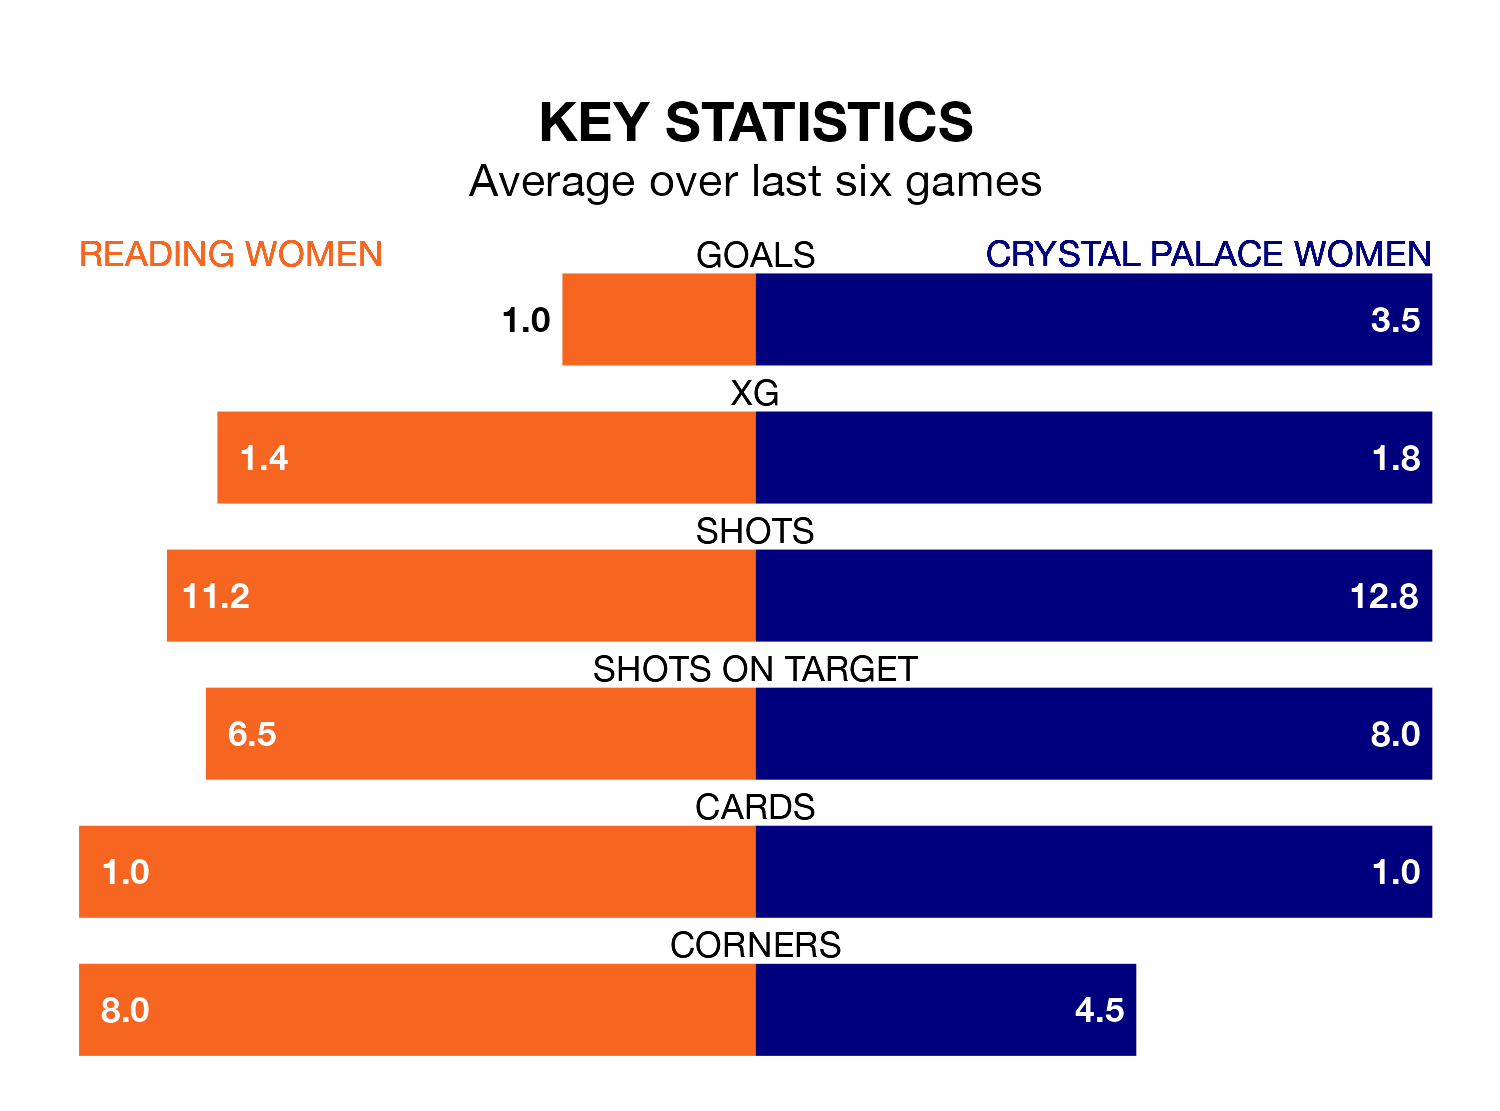 KEY STATISTICS
Average over last six games
READING WOMEN GOALS CRYSTAL PALACE WOMEN
1.0 3.5
XG
1.4 1.8
SHOTS
11.2 12.8
SHOTS ON TARGET
6.5 8.0
CARDS
1.0 1.0
CORNERS
8.0 4.5